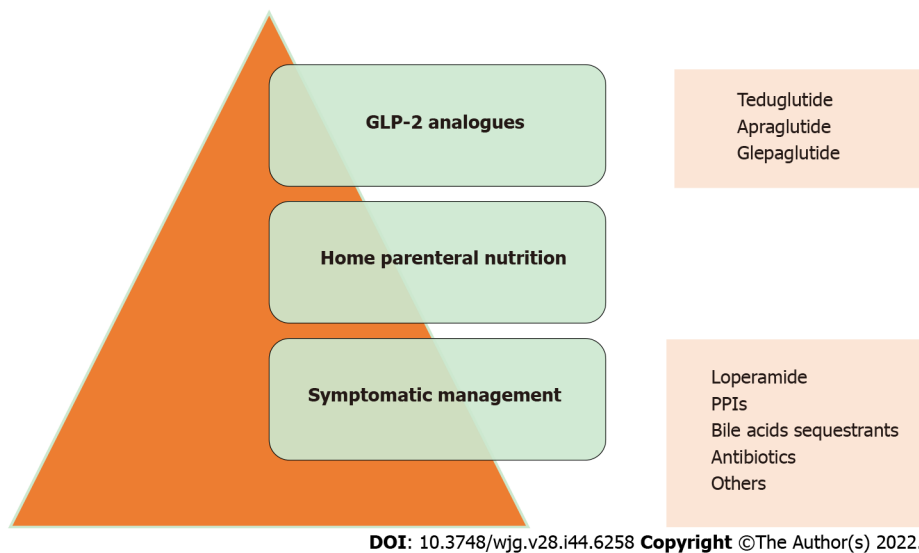 GLP-2 analogues
Teduglutide
Apraglutide
Glepaglutide
Home parenteral nutrition
Symptomatic management
Loperamide
PPIs
Bile acids sequestrants
Antibiotics
Others
DOI: 10.3748/wjg.v28.i44.6258 Copyright ©The Author(s) 2022.